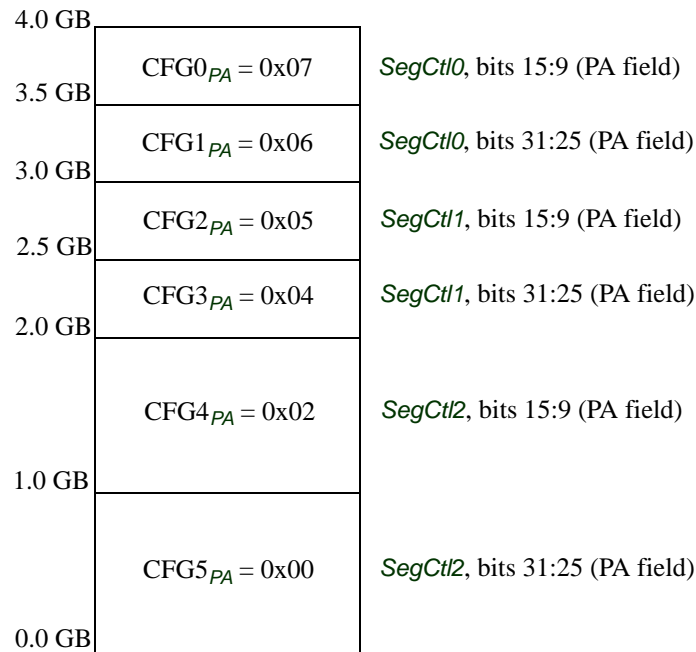 4.0 GB
CFG0PA = 0x07 SegCtl0, bits 15:9 (PA field)
3.5 GB
CFG1PA = 0x06 SegCtl0, bits 31:25 (PA field)
3.0 GB
CFG2PA = 0x05 SegCtl1, bits 15:9 (PA field)
2.5 GB
CFG3PA = 0x04 SegCtl1, bits 31:25 (PA field)
2.0 GB
CFG4PA = 0x02 SegCtl2, bits 15:9 (PA field)
1.0 GB
CFG5PA = 0x00 SegCtl2, bits 31:25 (PA field)
0.0 GB